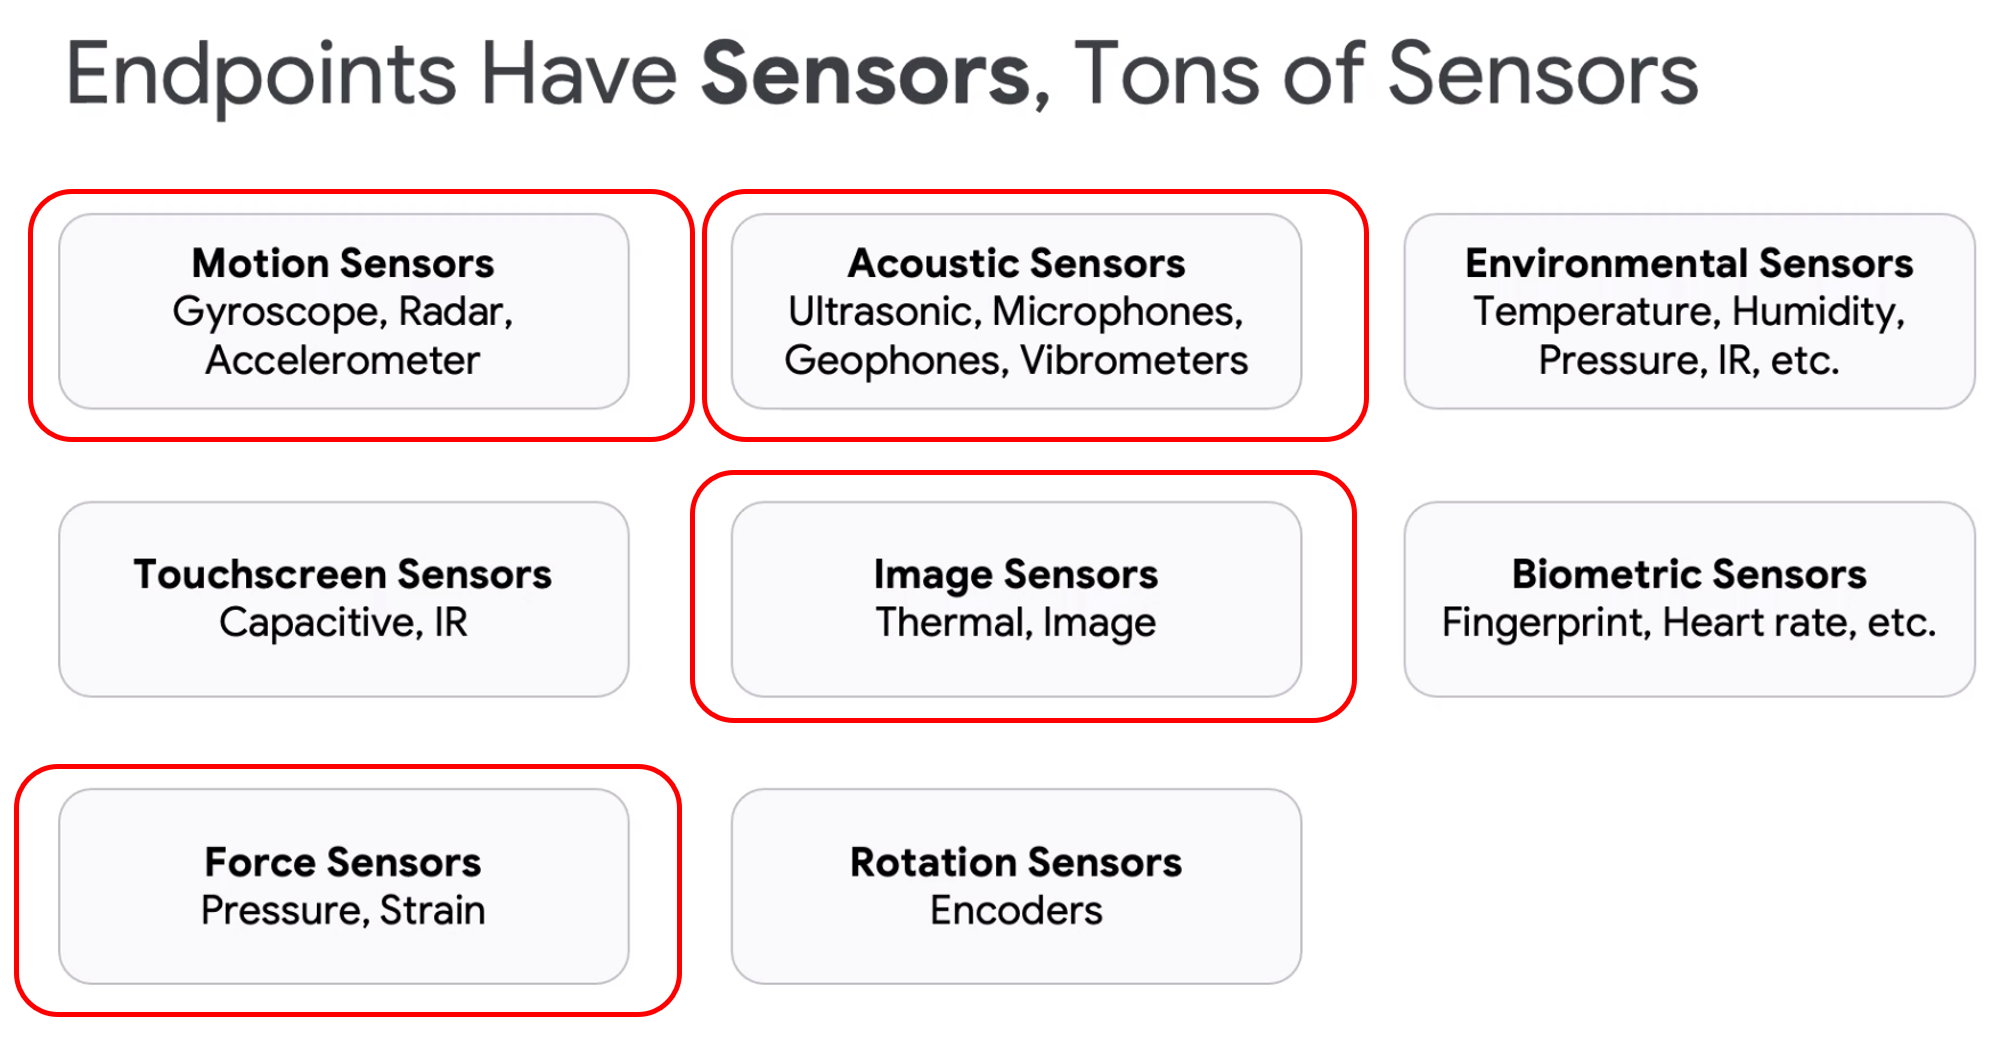 Endpoints Have Sensors, Tons of Sensors
Motion Sensors
Gyroscope, Radar,
Accelerometer
Acoustic Sensors
Ultrasonic, Microphones,
Geophones, Vibrometers
Environmental Sensors
Temperature, Humidity,
Pressure, IR, etc.
Touchscreen Sensors
Capacitive, IR
Image Sensors
Thermal, Image
Biometric Sensors
Fingerprint, Heart rate, etc.
Force Sensors
Pressure, Strain
Rotation Sensors
Encoders